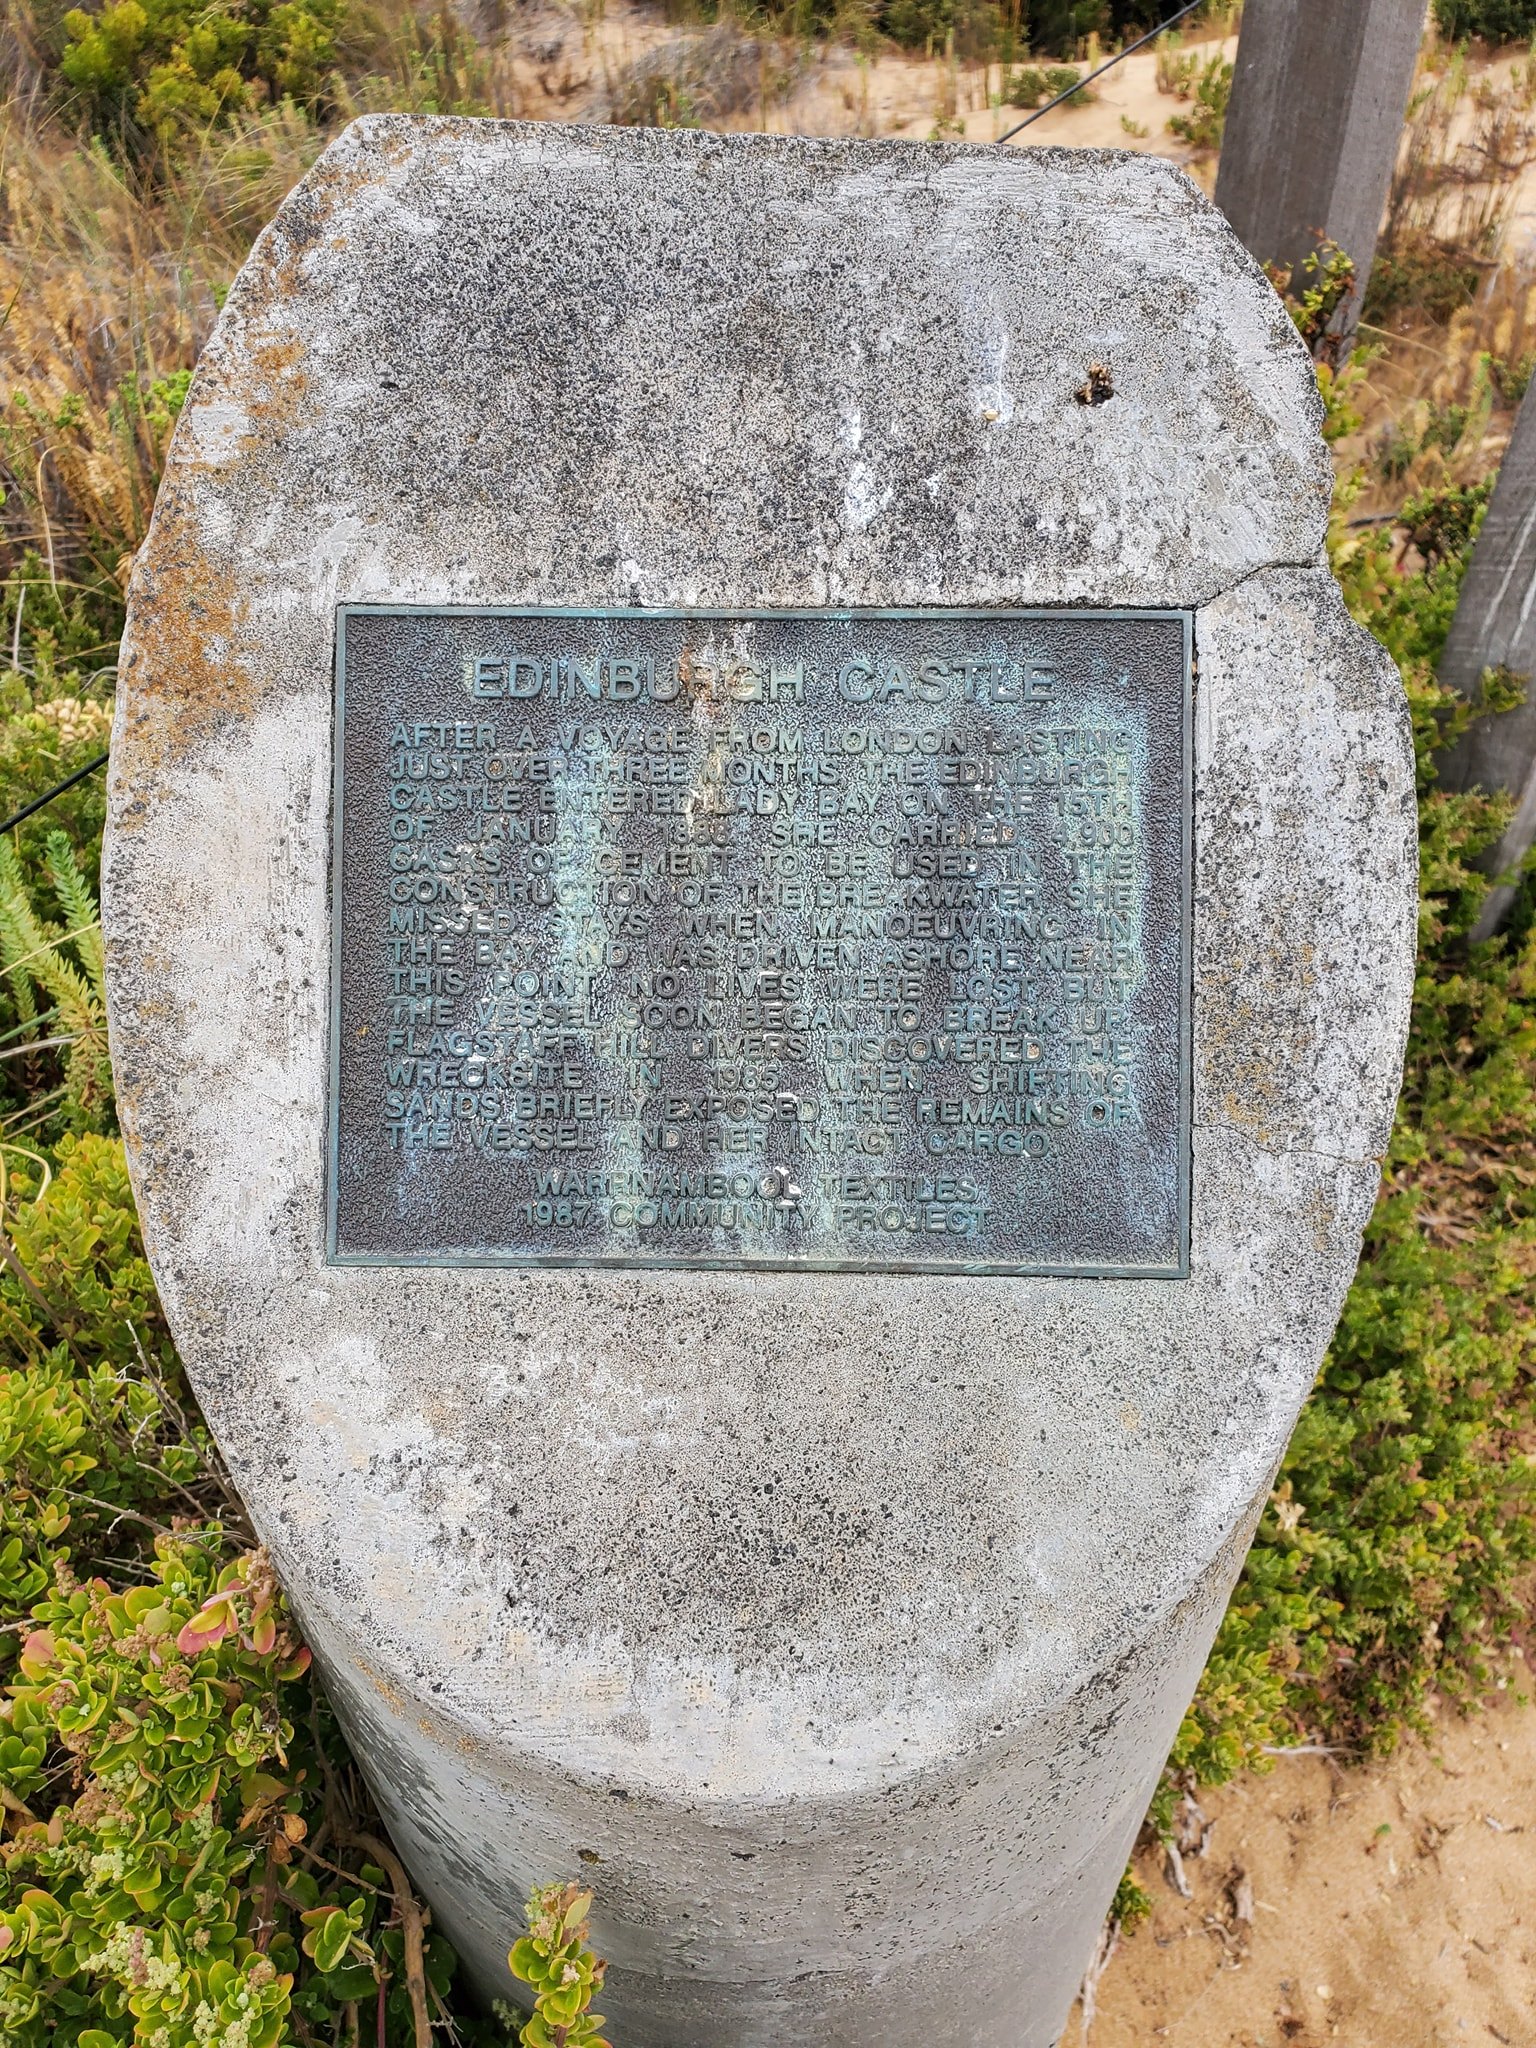 EDINBURGH CASTLE
AFTER A VOYAGE FROM LONDON LASTING
JUST OVER THREE MONTHS, THE EDINBURGH
CASTLE ENTERED LADY BAY ON THE 15TH
OF JANUARY 1888. SHE CARRIED 4,900
CASKS OF CEMENT TO BE USED IN THE
CONSTRUCTION OF THE BREAKWATER. SHE
MISSED STAYS WHEN MANOEUVRING IN
THE BAY AND WAS DRIVEN ASHORE NEAR
THIS POINT. NO LIVES WERE LOST BUT
THE VESSEL SOON BEGAN TO BREAK UP.
FLAGSTAFF HILL DIVERS DISCOVERED THE
WRECKSITE IN 1985 WHEN SHIFTING
SANDS BRIEFLY EXPOSED THE REMAINS OF
THE VESSEL AND HER INTACT CARGO.
WARRNAMBOOL TEXTILES
1987 COMMUNITY PROJECT